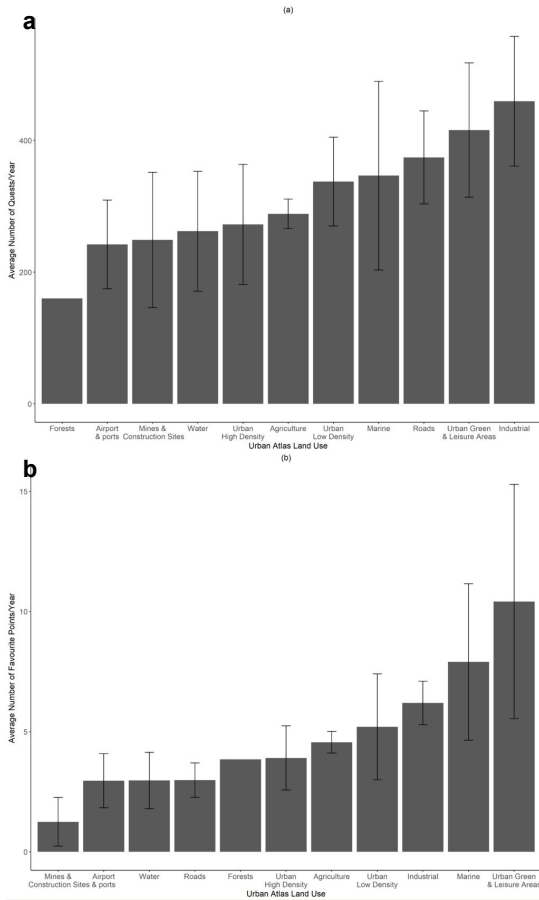 (a)
a
Average Number of Quests/Year
400
200
0
Forests
Airport
& ports
Mines &
Construction Sites
Water
Urban
High Density
Agriculture
Urban
Low Density
Marine
Roads
Urban Green
& Leisure Areas
Industrial
Urban Atlas Land Use
(b)
b
Average Number of Favourite Points/Year
15
10
5
0
Mines &
Construction Sites
Airport
& ports
Water
Roads
Forests
Urban
High Density
Agriculture
Urban
Low Density
Industrial
Marine
Urban Green
& Leisure Areas
Urban Atlas Land Use